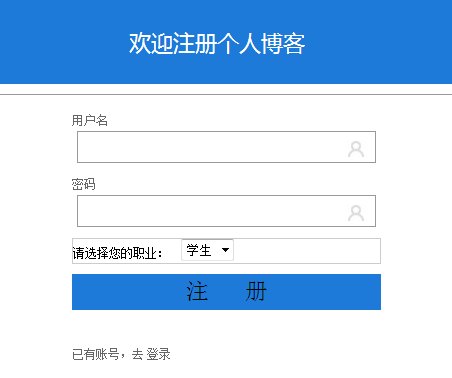 欢迎注册个人博客
用户名
密码
请选择您的职业： 学生
注 册
已有账号，去 登录